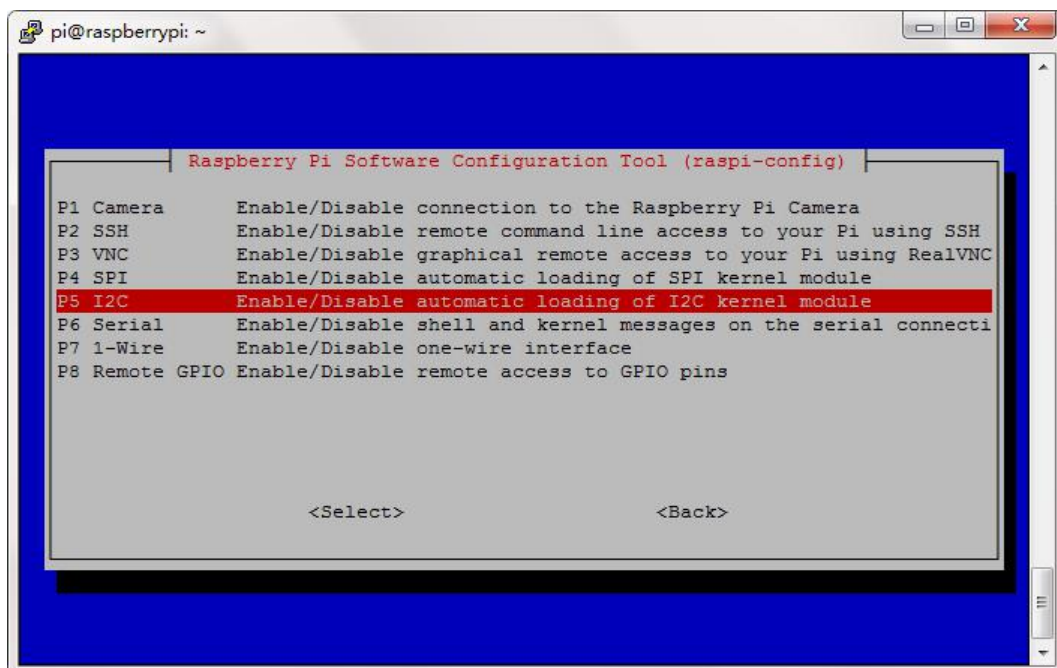 pi@raspberrypi: ~
Raspberry Pi Software Configuration Tool (raspi-config)
P1 Camera Enable/Disable connection to the Raspberry Pi Camera
P2 SSH Enable/Disable remote command line access to your Pi using SSH
P3 VNC Enable/Disable graphical remote access to your Pi using RealVNC
P4 SPI Enable/Disable automatic loading of SPI kernel module
P5 I2C Enable/Disable automatic loading of I2C kernel module
P6 Serial Enable/Disable shell and kernel messages on the serial connecti
P7 1-Wire Enable/Disable one-wire interface
P8 Remote GPIO Enable/Disable remote access to GPIO pins
<Select> <Back>